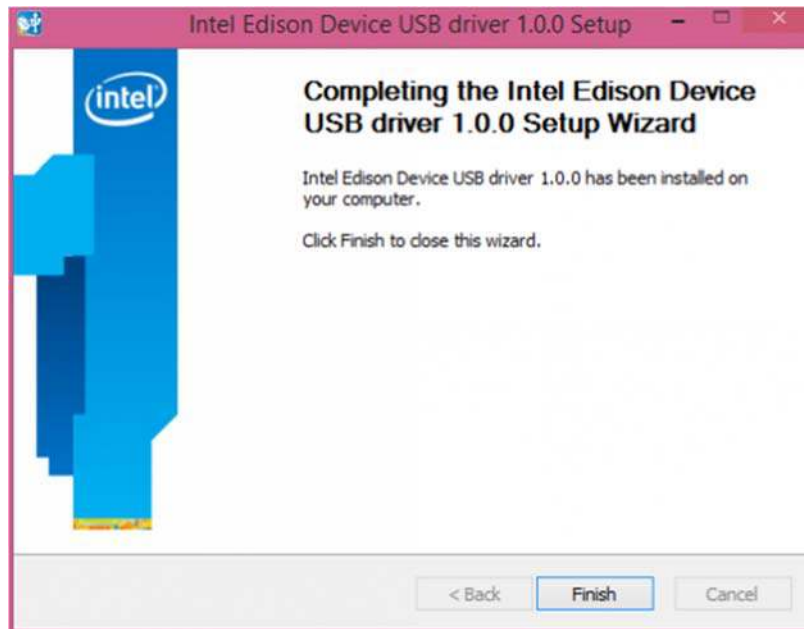 Intel Edison Device USB driver 1.0.0 Setup
intel
Completing the Intel Edison Device
USB driver 1.0.0 Setup Wizard
Intel Edison Device USB driver 1.0.0 has been installed on
your computer.
Click Finish to close this wizard.
< Back
Finish
Cancel